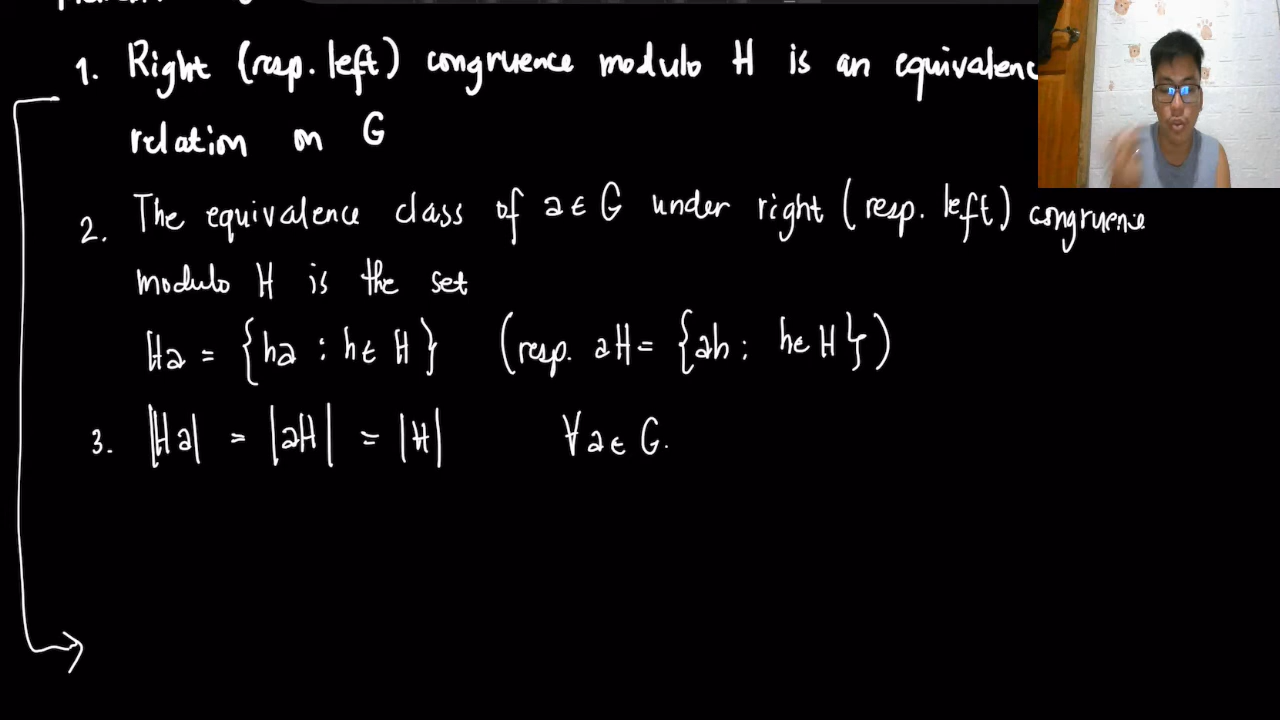 1. Right (resp. left) congruence modulo H is an equivalenc
relation on G
2. The equivalence class of a ∈ G under right (resp. left) congruence
modulo H is the set
Ha = {ha : h ∈ H} (resp. aH = {ah : h ∈ H})
3. |Ha| = |aH| = |H| ∀ a ∈ G.